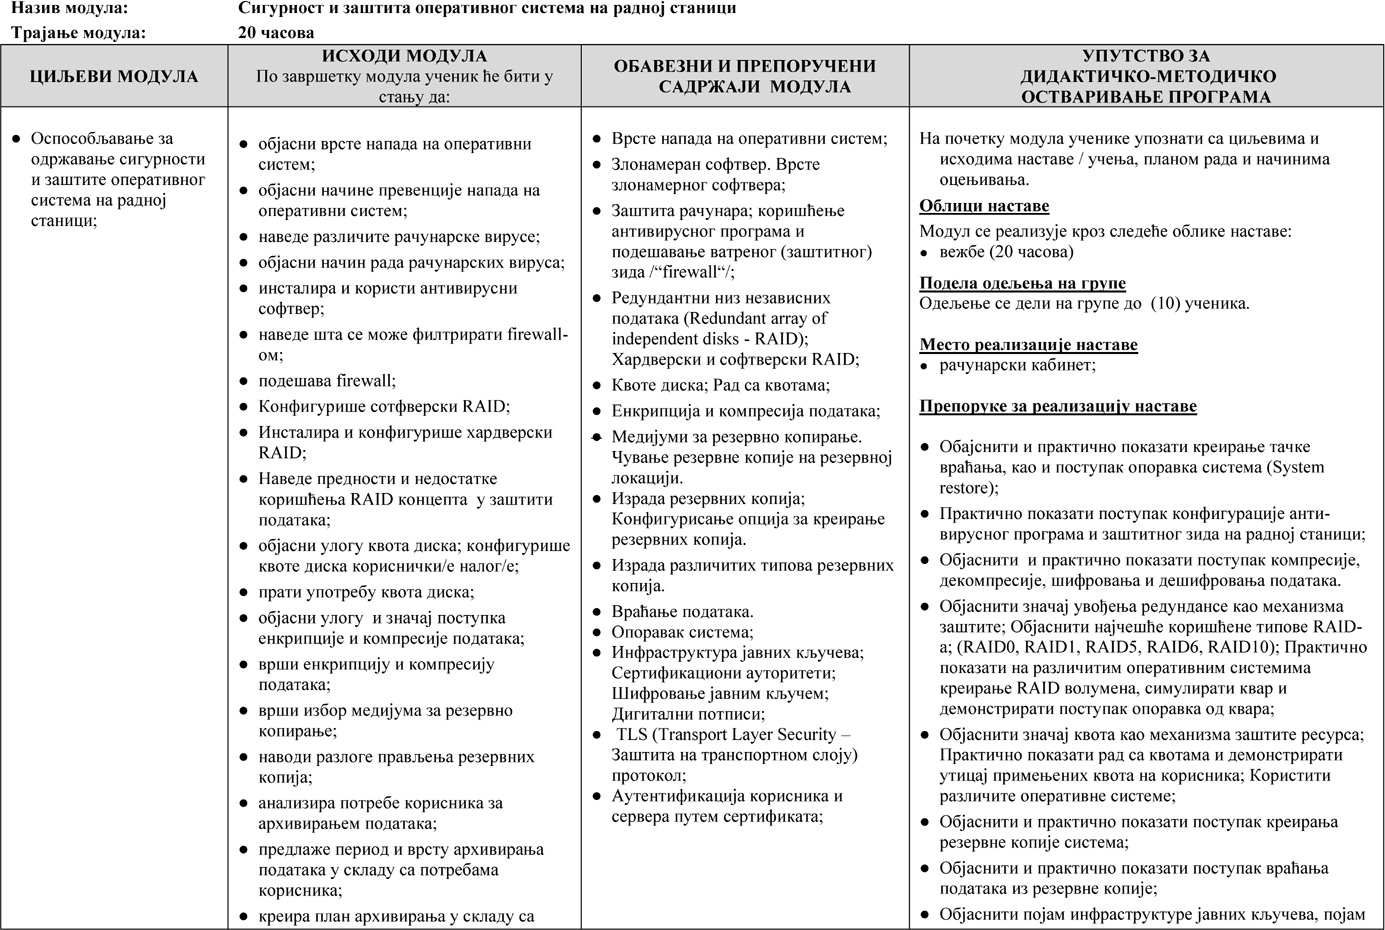 Назив модула: Сигурност и заштита оперативног система на радној станици
Трајање модула: 20 часова
ЦИЉЕВИ МОДУЛА
ИСХОДИ МОДУЛА
По завршетку модула ученик ће бити у
стању да:
ОБАВЕЗНИ И ПРЕПОРУЧЕНИ
САДРЖАЈИ МОДУЛА
УПУТСТВО ЗА
ДИДАКТИЧКО-МЕТОДИЧКО
ОСТВАРИВАЊЕ ПРОГРАМА
● Оспособљавање за
одржавање сигурности
и заштите оперативног
система на радној
станици;
● објасни врсте напада на оперативни
систем;
● објасни начине превенције напада на
оперативни систем;
● наведе различите рачунарске вирусе;
● објасни начин рада рачунарских вируса;
● инсталира и користи антивирусни
софтвер;
● наведе шта се може филтрирати firewall-
ом;
● подешава firewall;
● Конфигурише сотфверски RAID;
● Инсталира и конфигурише хардверски
RAID;
● Наведе предности и недостатке
коришћења RAID концепта у заштити
података;
● објасни улогу квота диска; конфигурише
квоте диска кориснички/е налог/е;
● прати употребу квота диска;
● објасни улогу и значај поступка
енкрипције и компресије података;
● врши енкрипцију и компресију
података;
● врши избор медијума за резервно
копирање;
● наводи разлоге прављења резервних
копија;
● анализира потребе корисника за
архивирањем података;
● предлаже период и врсту архивирања
података у складу са потребама
корисника;
● креира план архивирања у складу са
● Врсте напада на оперативни систем;
● Злонамеран софтвер. Врсте
злонамерног софтвера;
● Заштита рачунара; коришћење
антивирусног програма и
подешавање ватреног (заштитног)
зида /“firewall“/;
● Редундантни низ независних
података (Redundant array of
independent disks - RAID);
Хардверски и софтверски RAID;
● Квоте диска; Рад са квотама;
● Енкрипција и компресија података;
● Медијуми за резервно копирање.
Чување резервне копије на резервној
локацији.
● Израда резервних копија;
Конфигурисање опција за креирање
резервних копија.
● Израда различитих типова резервних
копија.
● Враћање података.
● Опоравак система;
● Инфраструктура јавних кључева;
Сертификациони ауторитети;
Шифровање јавним кључем;
Дигитални потписи;
● TLS (Transport Layer Security –
Заштита на транспортном слоју)
протокол;
● Аутентификација корисника и
сервера путем сертификата;
На почетку модула ученике упознати са циљевима и
исходима наставе / учења, планом рада и начинима
оцењивања.
Облици наставе
Модул се реализује кроз следеће облике наставе:
● вежбе (20 часова)
Подела одељења на групе
Одељење се дели на групе до (10) ученика.
Место реализације наставе
● рачунарски кабинет;
Препоруке за реализацију наставе
● Обајснити и практично показати креирање тачке
враћања, као и поступак опоравка система (System
restore);
● Практично показати поступак конфигурације анти-
вирусног програма и заштитног зида на радној станици;
● Објаснити и практично показати поступак компресије,
декомпресије, шифровања и дешифровања података.
● Објаснити значај увођења редундансе као механизма
заштите; Објаснити најчешће коришћене типове RAID-
а; (RAID0, RAID1, RAID5, RAID6, RAID10); Практично
показати на различитим оперативним системима
креирање RAID волумена, симулирати квар и
демонстрирати поступак опоравка од квара;
● Објаснити значај квота као механизма заштите ресурса;
Практично показати рад са квотама и демонстрирати
утицај примењених квота на корисника; Користити
различите оперативне системе;
● Објаснити и практично показати поступак креирања
резервне копије система;
● Објаснити и практично показати поступак враћања
података из резервне копије;
● Објаснити појам инфраструктуре јавних кључева, појам